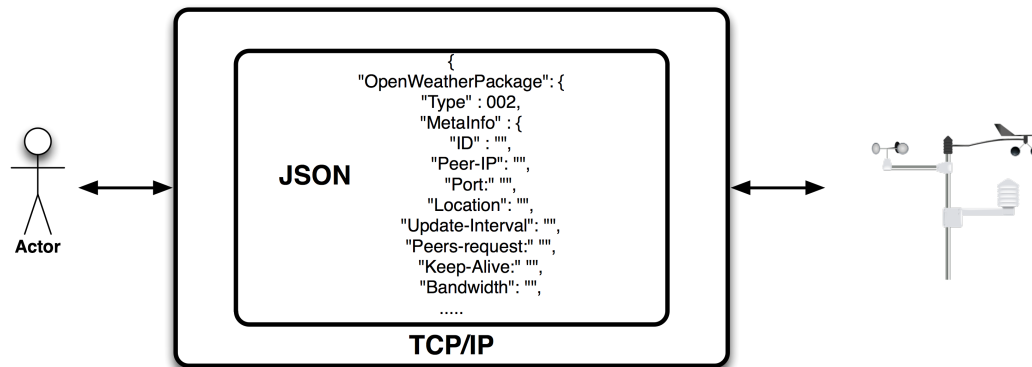 {
"OpenWeatherPackage": {
"Type" : 002,
"MetaInfo" : {
"ID" : "",
"Peer-IP": "",
"Port:" "",
"Location": "",
"Update-Interval": "",
"Peers-request:" "",
"Keep-Alive:" "",
"Bandwidth": "",
.....
JSON
Actor
TCP/IP